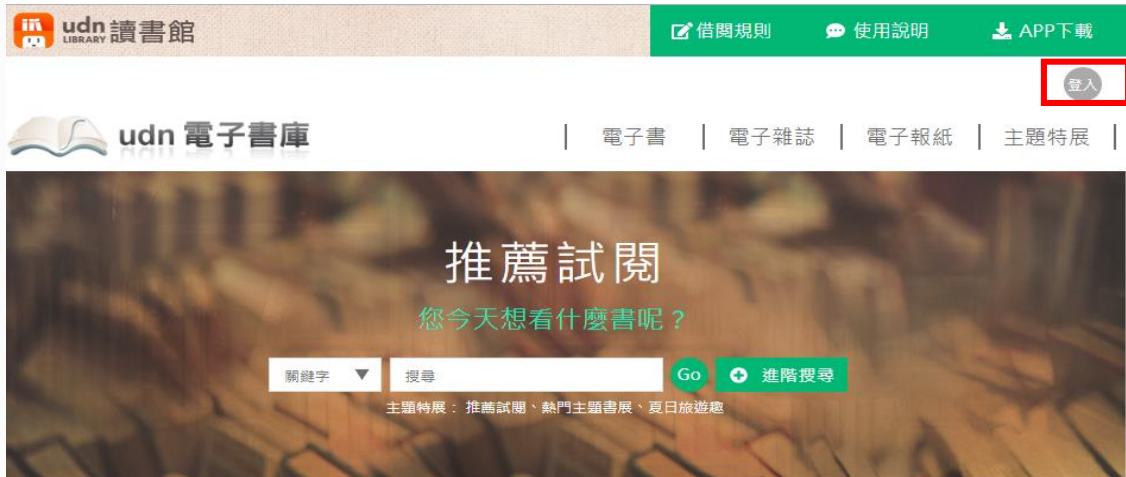 udn 讀書館
LIBRARY
借閱規則 使用說明 APP下載
登入
udn 電子書庫
電子書 | 電子雜誌 | 電子報紙 | 主題特展
推薦試閱
您今天想看什麼書呢？
關鍵字 ▼ 搜尋 Go 進階搜尋
主題特展： 推薦試閱、熱門主題書展、夏日旅遊趣